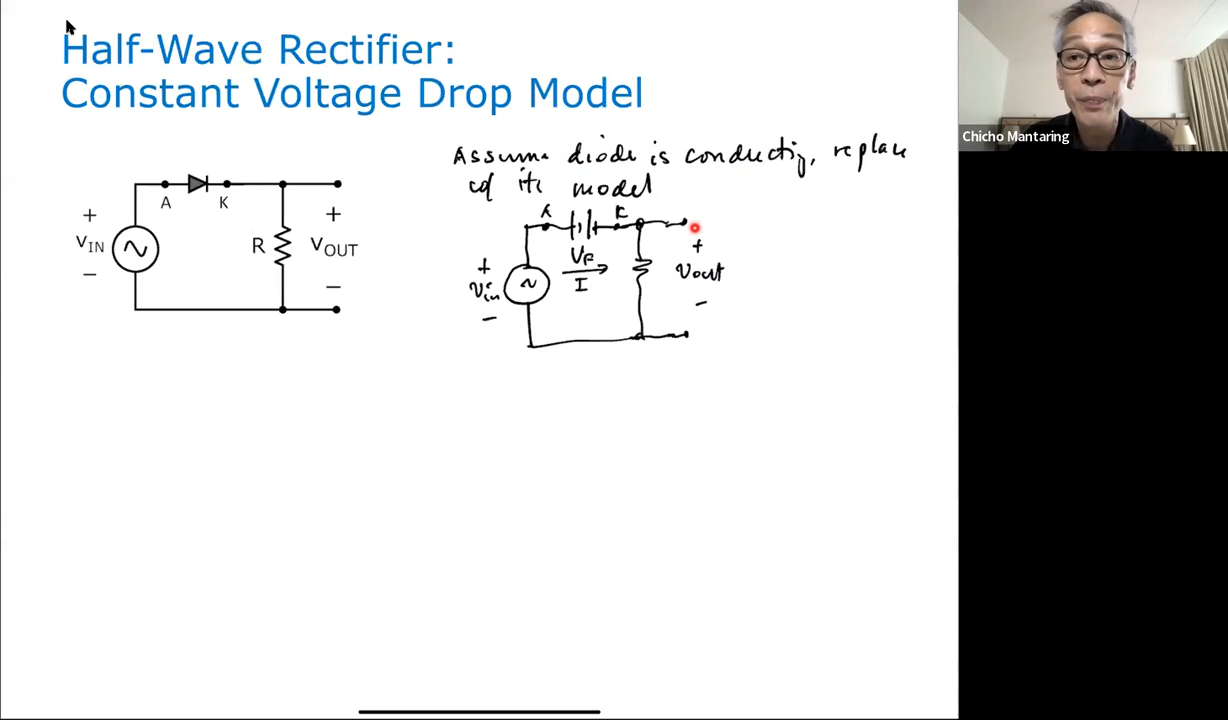 Half-Wave Rectifier:
Constant Voltage Drop Model
Chicho Mantaring
Assume diode is conducting, replace
its model
A
K
+
VIN
−
R
+
VOUT
−
A
K
VF
I
+
Vin
−
+
Vout
−